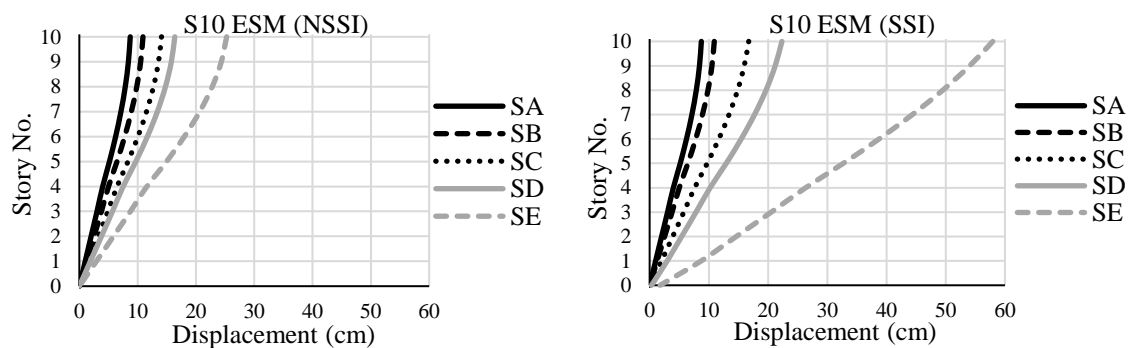 S10 ESM (NSSI)
Story No.
10
9
8
7
6
5
4
3
2
1
0
0 10 20 30 40 50 60
Displacement (cm)
SA
SB
SC
SD
SE
S10 ESM (SSI)
Story No.
10
9
8
7
6
5
4
3
2
1
0
0 10 20 30 40 50 60
Displacement (cm)
SA
SB
SC
SD
SE